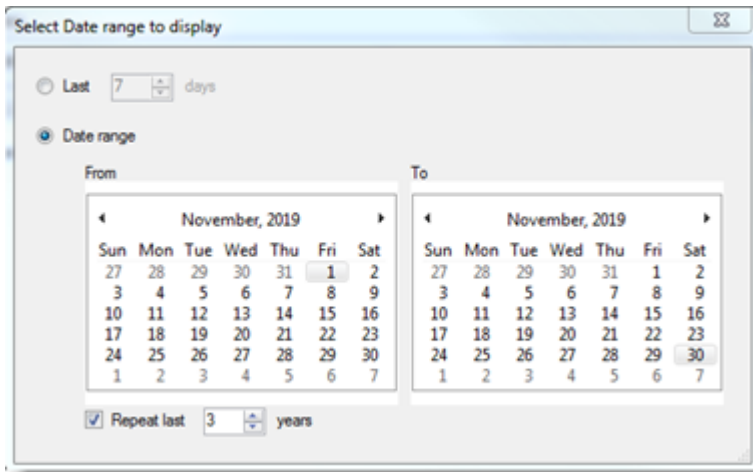 Select Date range to display
Last 7 days
Date range
From To
November, 2019 November, 2019
Sun Mon Tue Wed Thu Fri Sat Sun Mon Tue Wed Thu Fri Sat
27 28 29 30 31 1 2 27 28 29 30 31 1 2
3 4 5 6 7 8 9 3 4 5 6 7 8 9
10 11 12 13 14 15 16 10 11 12 13 14 15 16
17 18 19 20 21 22 23 17 18 19 20 21 22 23
24 25 26 27 28 29 30 24 25 26 27 28 29 30
1 2 3 4 5 6 7 1 2 3 4 5 6 7
Repeat last 3 years